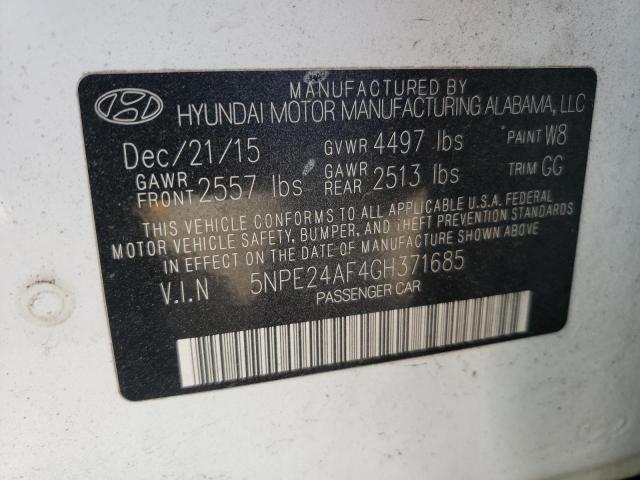 MANUFACTURED BY
HYUNDAI MOTOR MANUFACTURING ALABAMA, LLC
Dec/21/15 GVWR 4497 lbs PAINT W8
GAWR FRONT 2557 lbs GAWR REAR 2513 lbs TRIM GG
THIS VEHICLE CONFORMS TO ALL APPLICABLE U.S.A. FEDERAL
MOTOR VEHICLE SAFETY, BUMPER, AND THEFT PREVENTION STANDARDS
IN EFFECT ON THE DATE OF MANUFACTURE SHOWN ABOVE
V.I.N 5NPE24AF4GH371685
PASSENGER CAR